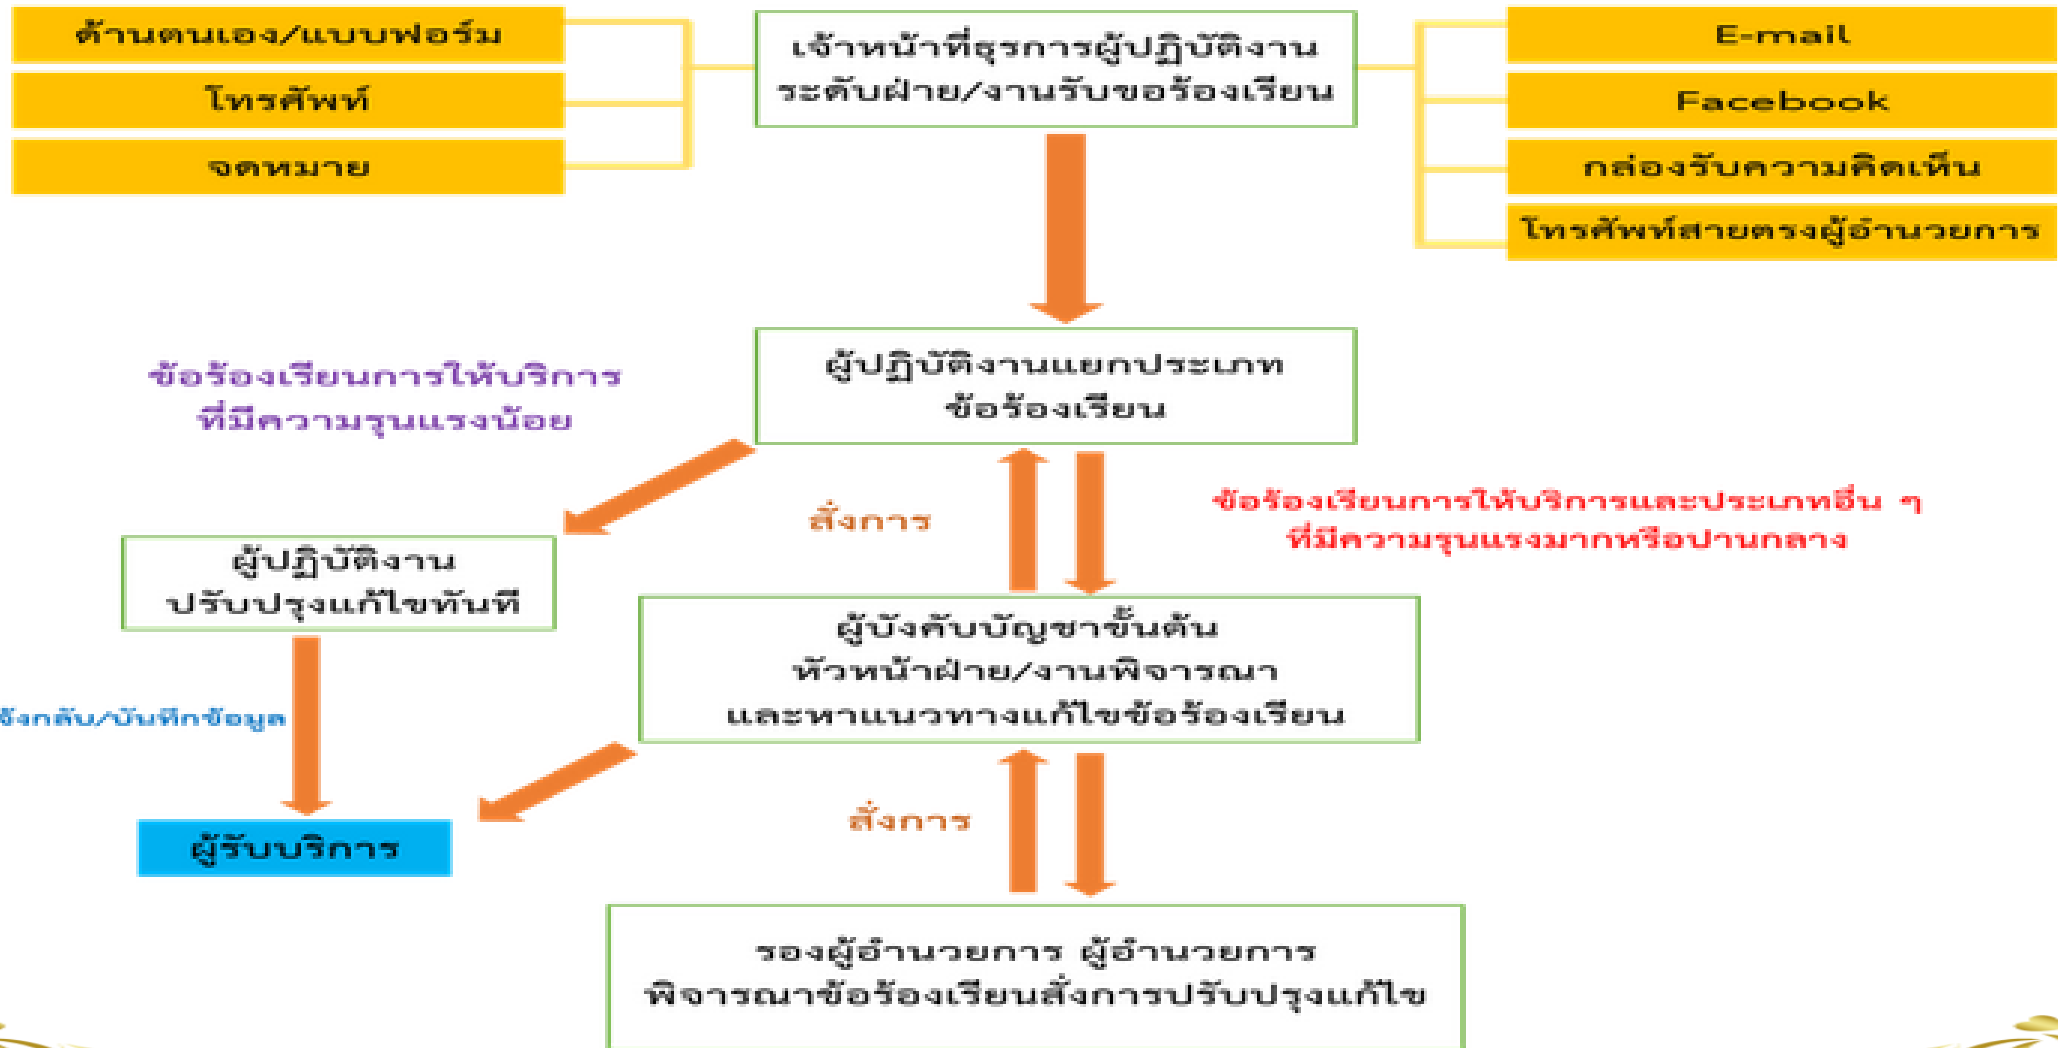 ด้านตนเอง/แบบฟอร์ม
โทรศัพท์
จดหมาย
เจ้าหน้าที่ธุรการผู้ปฏิบัติงาน
ระดับฝ่าย/งานรับขอร้องเรียน
E-mail
Facebook
กล่องรับความคิดเห็น
โทรศัพท์สายตรงผู้อำนวยการ
ข้อร้องเรียนการให้บริการ
ที่มีความรุนแรงน้อย
ผู้ปฏิบัติงานแยกประเภท
ข้อร้องเรียน
สั่งการ
ข้อร้องเรียนการให้บริการและประเภทอื่น ๆ
ที่มีความรุนแรงมากหรือปานกลาง
ผู้ปฏิบัติงาน
ปรับปรุงแก้ไขทันที
ผู้บังคับบัญชาขั้นต้น
หัวหน้าฝ่าย/งานพิจารณา
และหาแนวทางแก้ไขข้อร้องเรียน
จ้งกลับ/บันทึกข้อมูล
สั่งการ
ผู้รับบริการ
รองผู้อำนวยการ ผู้อำนวยการ
พิจารณาข้อร้องเรียนสั่งการปรับปรุงแก้ไข